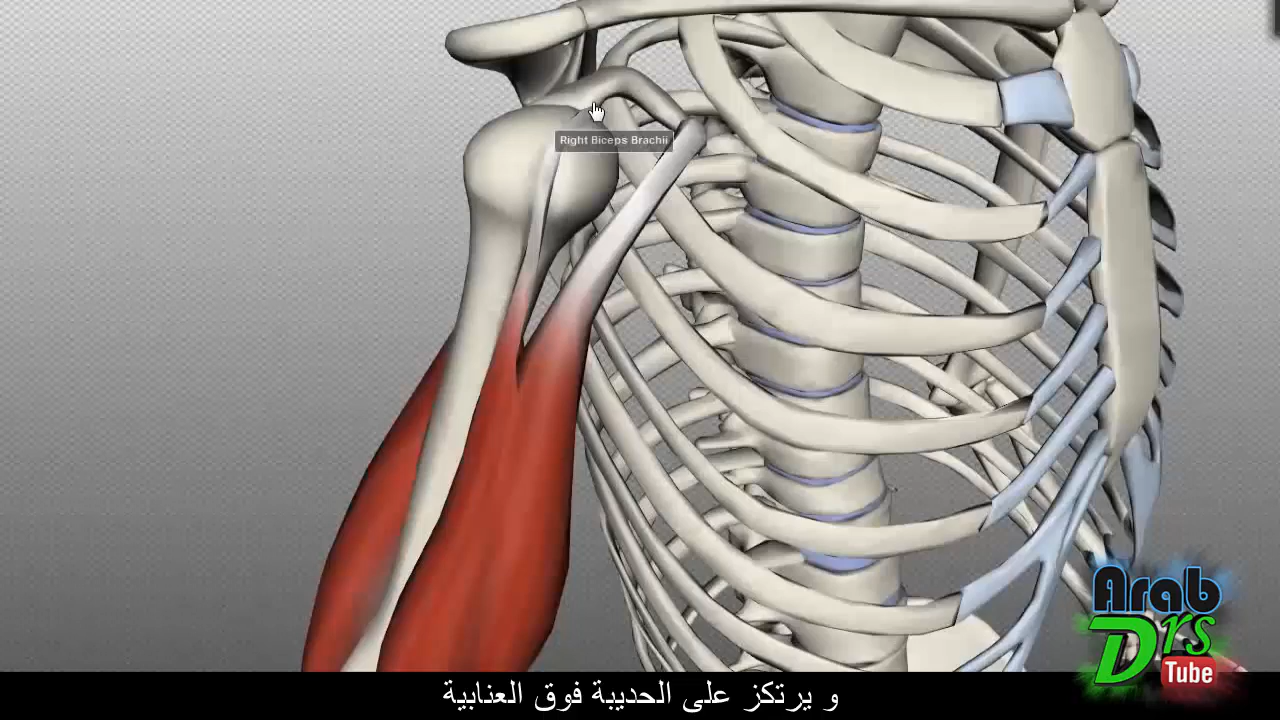 Right Biceps Brachii
Arab
Drs
Tube
و يرتكز على الحديبة فوق العنابية